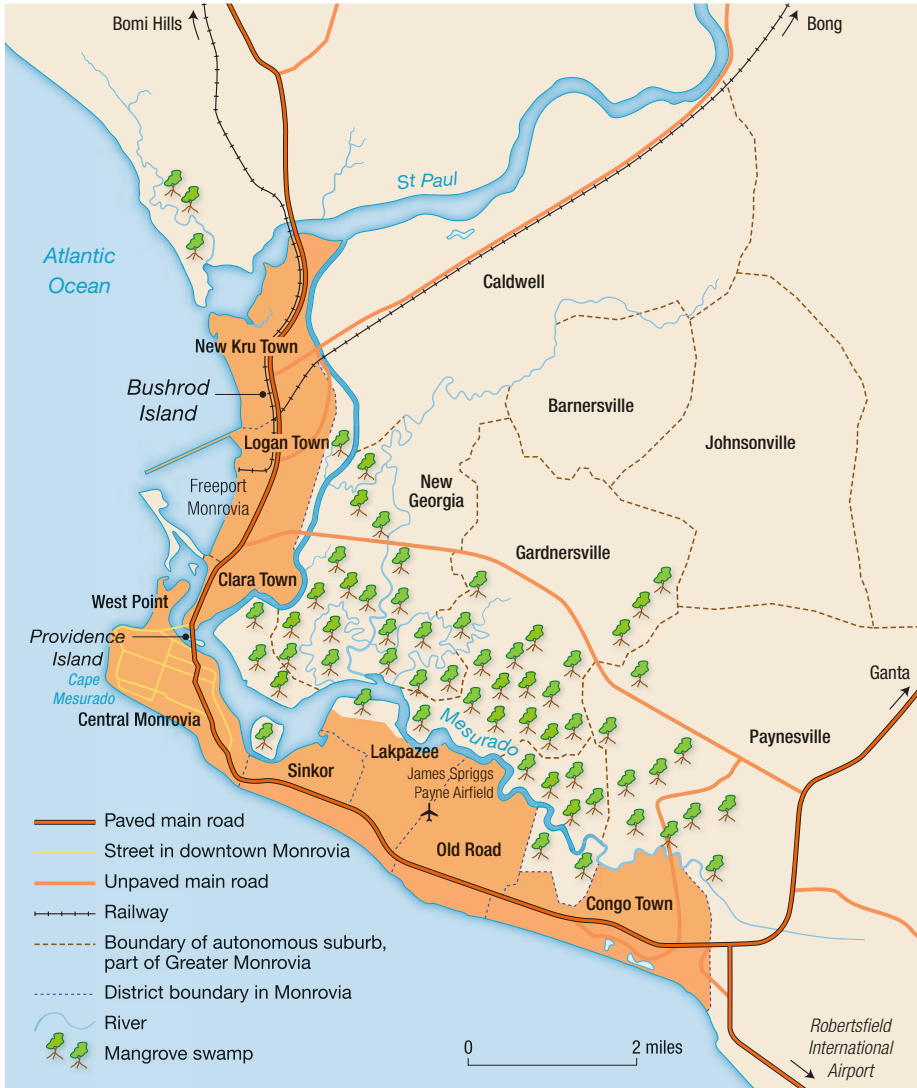 Bomi Hills
Bong
St Paul
Atlantic
Ocean
Caldwell
New Kru Town
Bushrod
Island
Barnersville
Logan Town
Johnsonville
Freeport
Monrovia
New
Georgia
Gardnersville
Clara Town
West Point
Providence
Island
Cape
Mesurado
Ganta
Central Monrovia
Mesurado
Paynesville
Lakpazee
Sinkor
James Spriggs
Payne Airfield
Old Road
Congo Town
Paved main road
Street in downtown Monrovia
Unpaved main road
Railway
Boundary of autonomous suburb,
part of Greater Monrovia
District boundary in Monrovia
River
Mangrove swamp
0 2 miles
Robertsfield
International
Airport